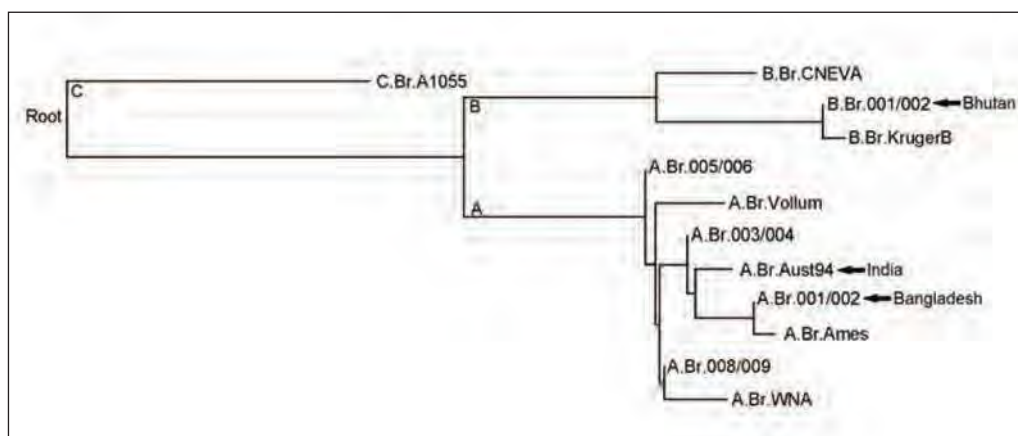 C
C.Br.A1055
Root
B
B.Br.CNEVA
B.Br.001/002
Bhutan
B.Br.KrugerB
A.Br.005/006
A
A.Br.Vollum
A.Br.003/004
A.Br.Aust94
India
A.Br.001/002
Bangladesh
A.Br.Ames
A.Br.008/009
A.Br.WNA